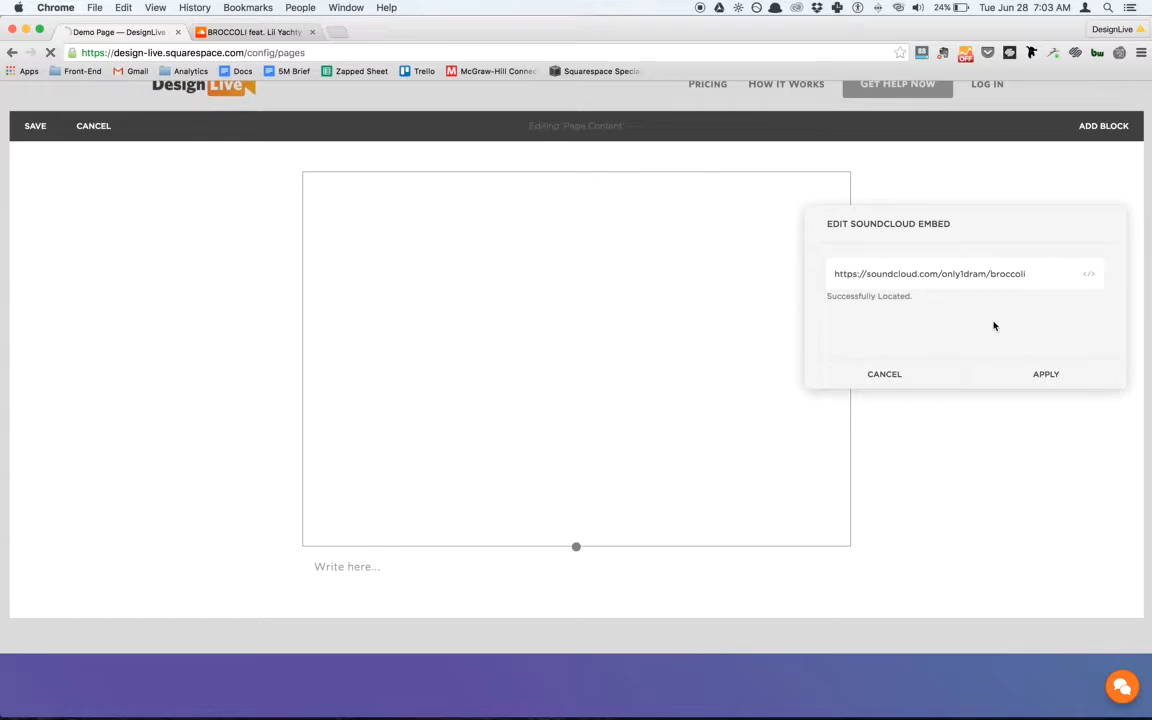 Chrome File Edit View History Bookmarks People Window Help 24% Tue Jun 28 7:03 AM
Demo Page — DesignLive BROCCOLI feat. Lil Yachty DesignLive
https://design-live.squarespace.com/config/pages OFF bw
Apps Front-End Gmail Analytics Docs 5M Brief Zapped Sheet Trello McGraw-Hill Connec Squarespace Specia
Design Live PRICING HOW IT WORKS GET HELP NOW LOG IN
SAVE CANCEL Editing 'Page Content' ADD BLOCK
EDIT SOUNDCLOUD EMBED
https://soundcloud.com/only1dram/broccoli </>
Successfully Located.
CANCEL APPLY
Write here...